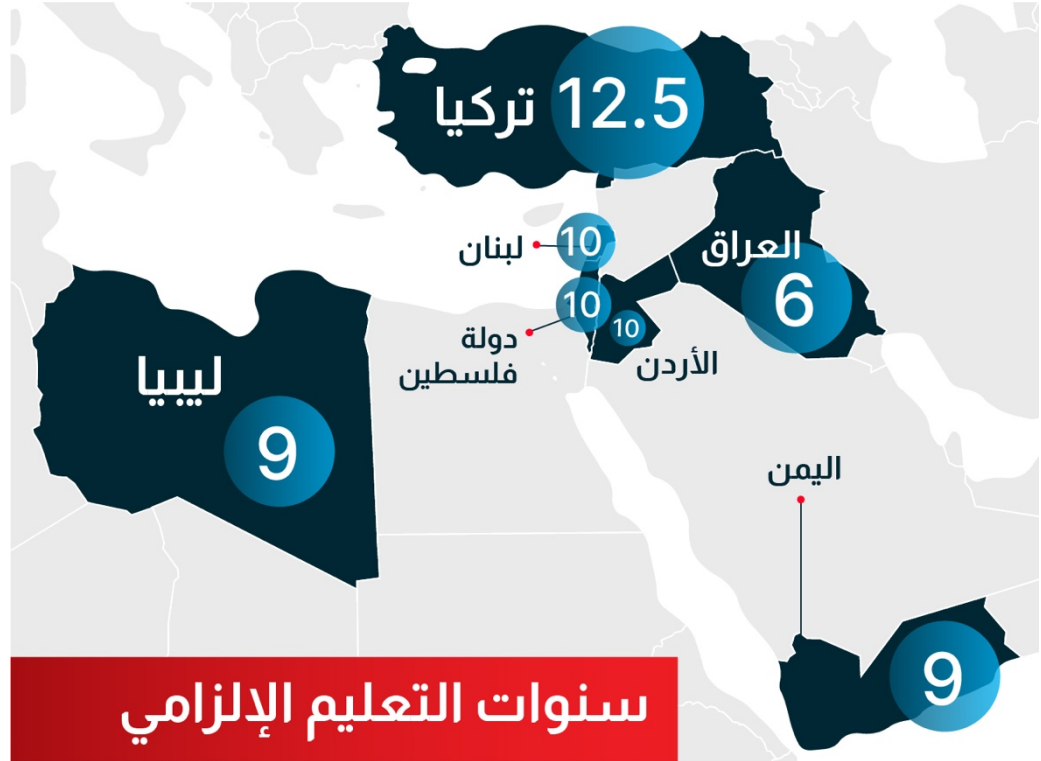 تركيا 12.5
لبنان 10
العراق
6
دولة
فلسطين
10
10
الأردن
ليبيا
9
اليمن
9
سنوات التعليم الإلزامي